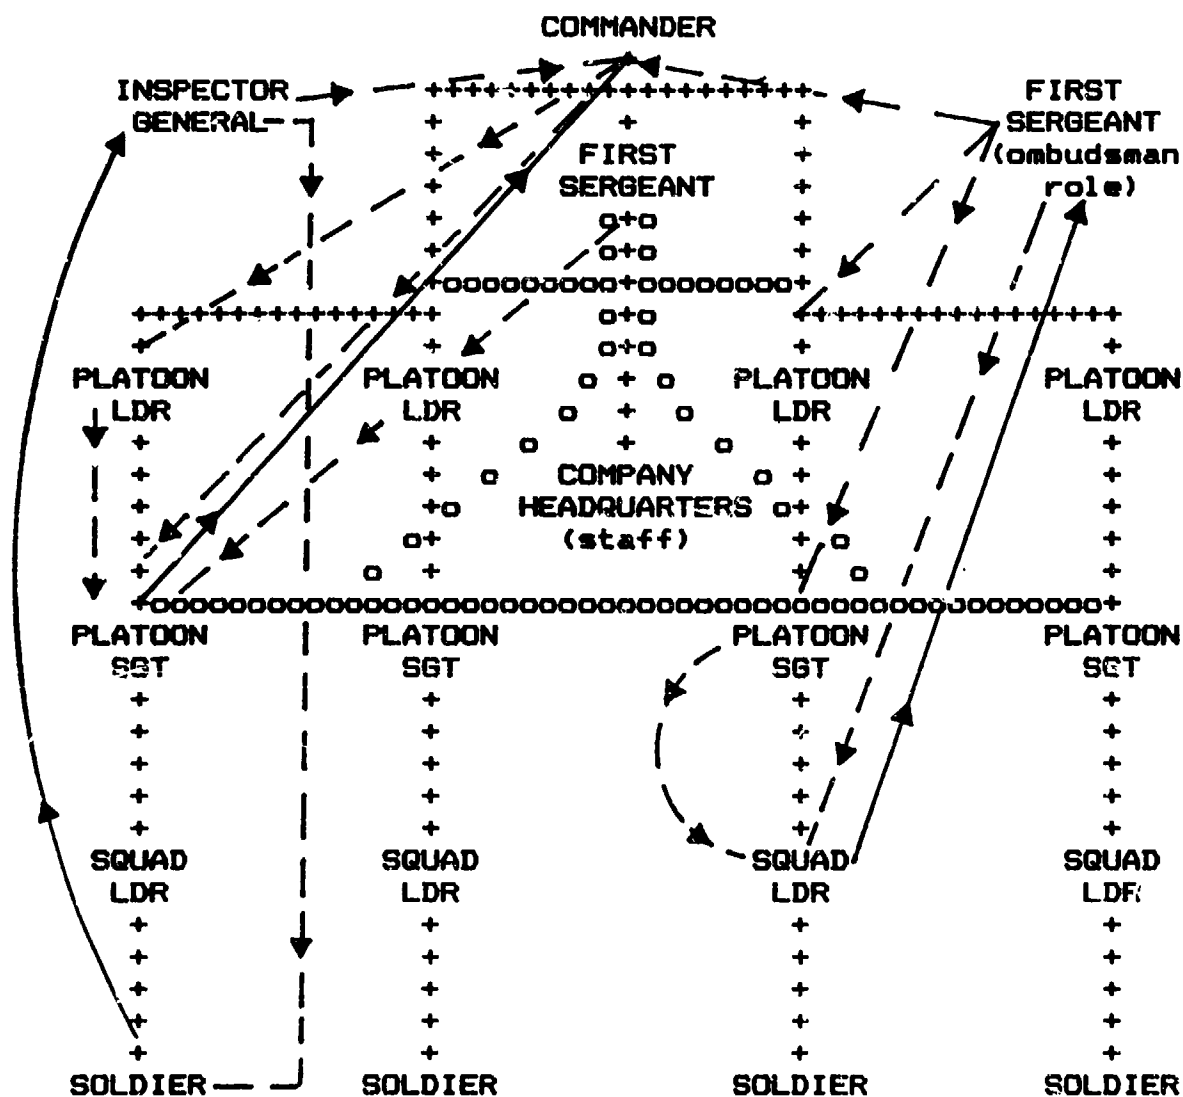 COMMANDER
INSPECTOR
GENERAL
FIRST
SERGEANT
FIRST
SERGEANT
(ombudsman
role)
PLATOON PLATOON PLATOON PLATOON
LDR LDR LDR LDR
COMPANY
HEADQUARTERS
(staff)
PLATOON PLATOON PLATOON PLATOON
SGT SGT SGT SGT
SQUAD SQUAD SQUAD SQUAD
LDR LDR LDR LDR
SOLDIER SOLDIER SOLDIER SOLDIER